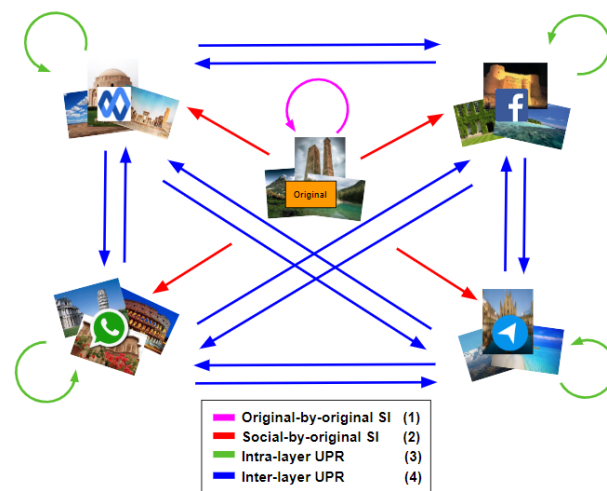 Original
Original-by-original SI (1)
Social-by-original SI (2)
Intra-layer UPR (3)
Inter-layer UPR (4)